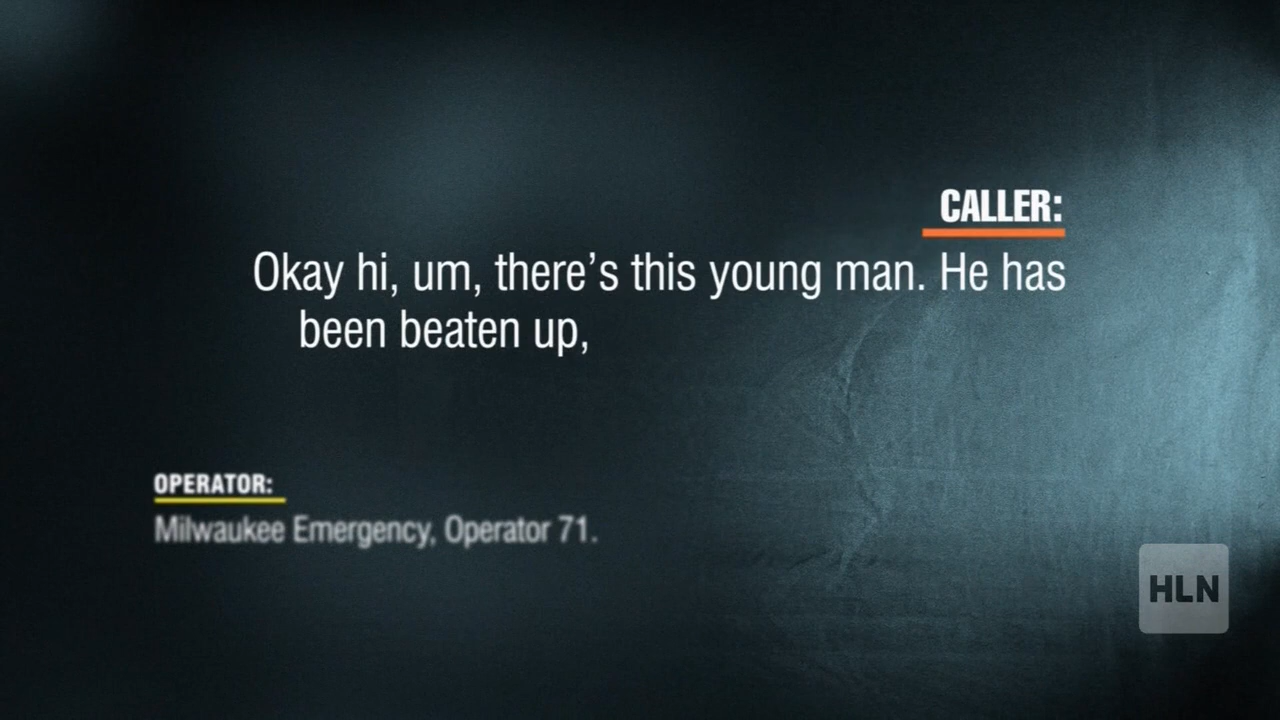 CALLER:
Okay hi, um, there’s this young man. He has
been beaten up,
OPERATOR:
Milwaukee Emergency, Operator 71.
HLN